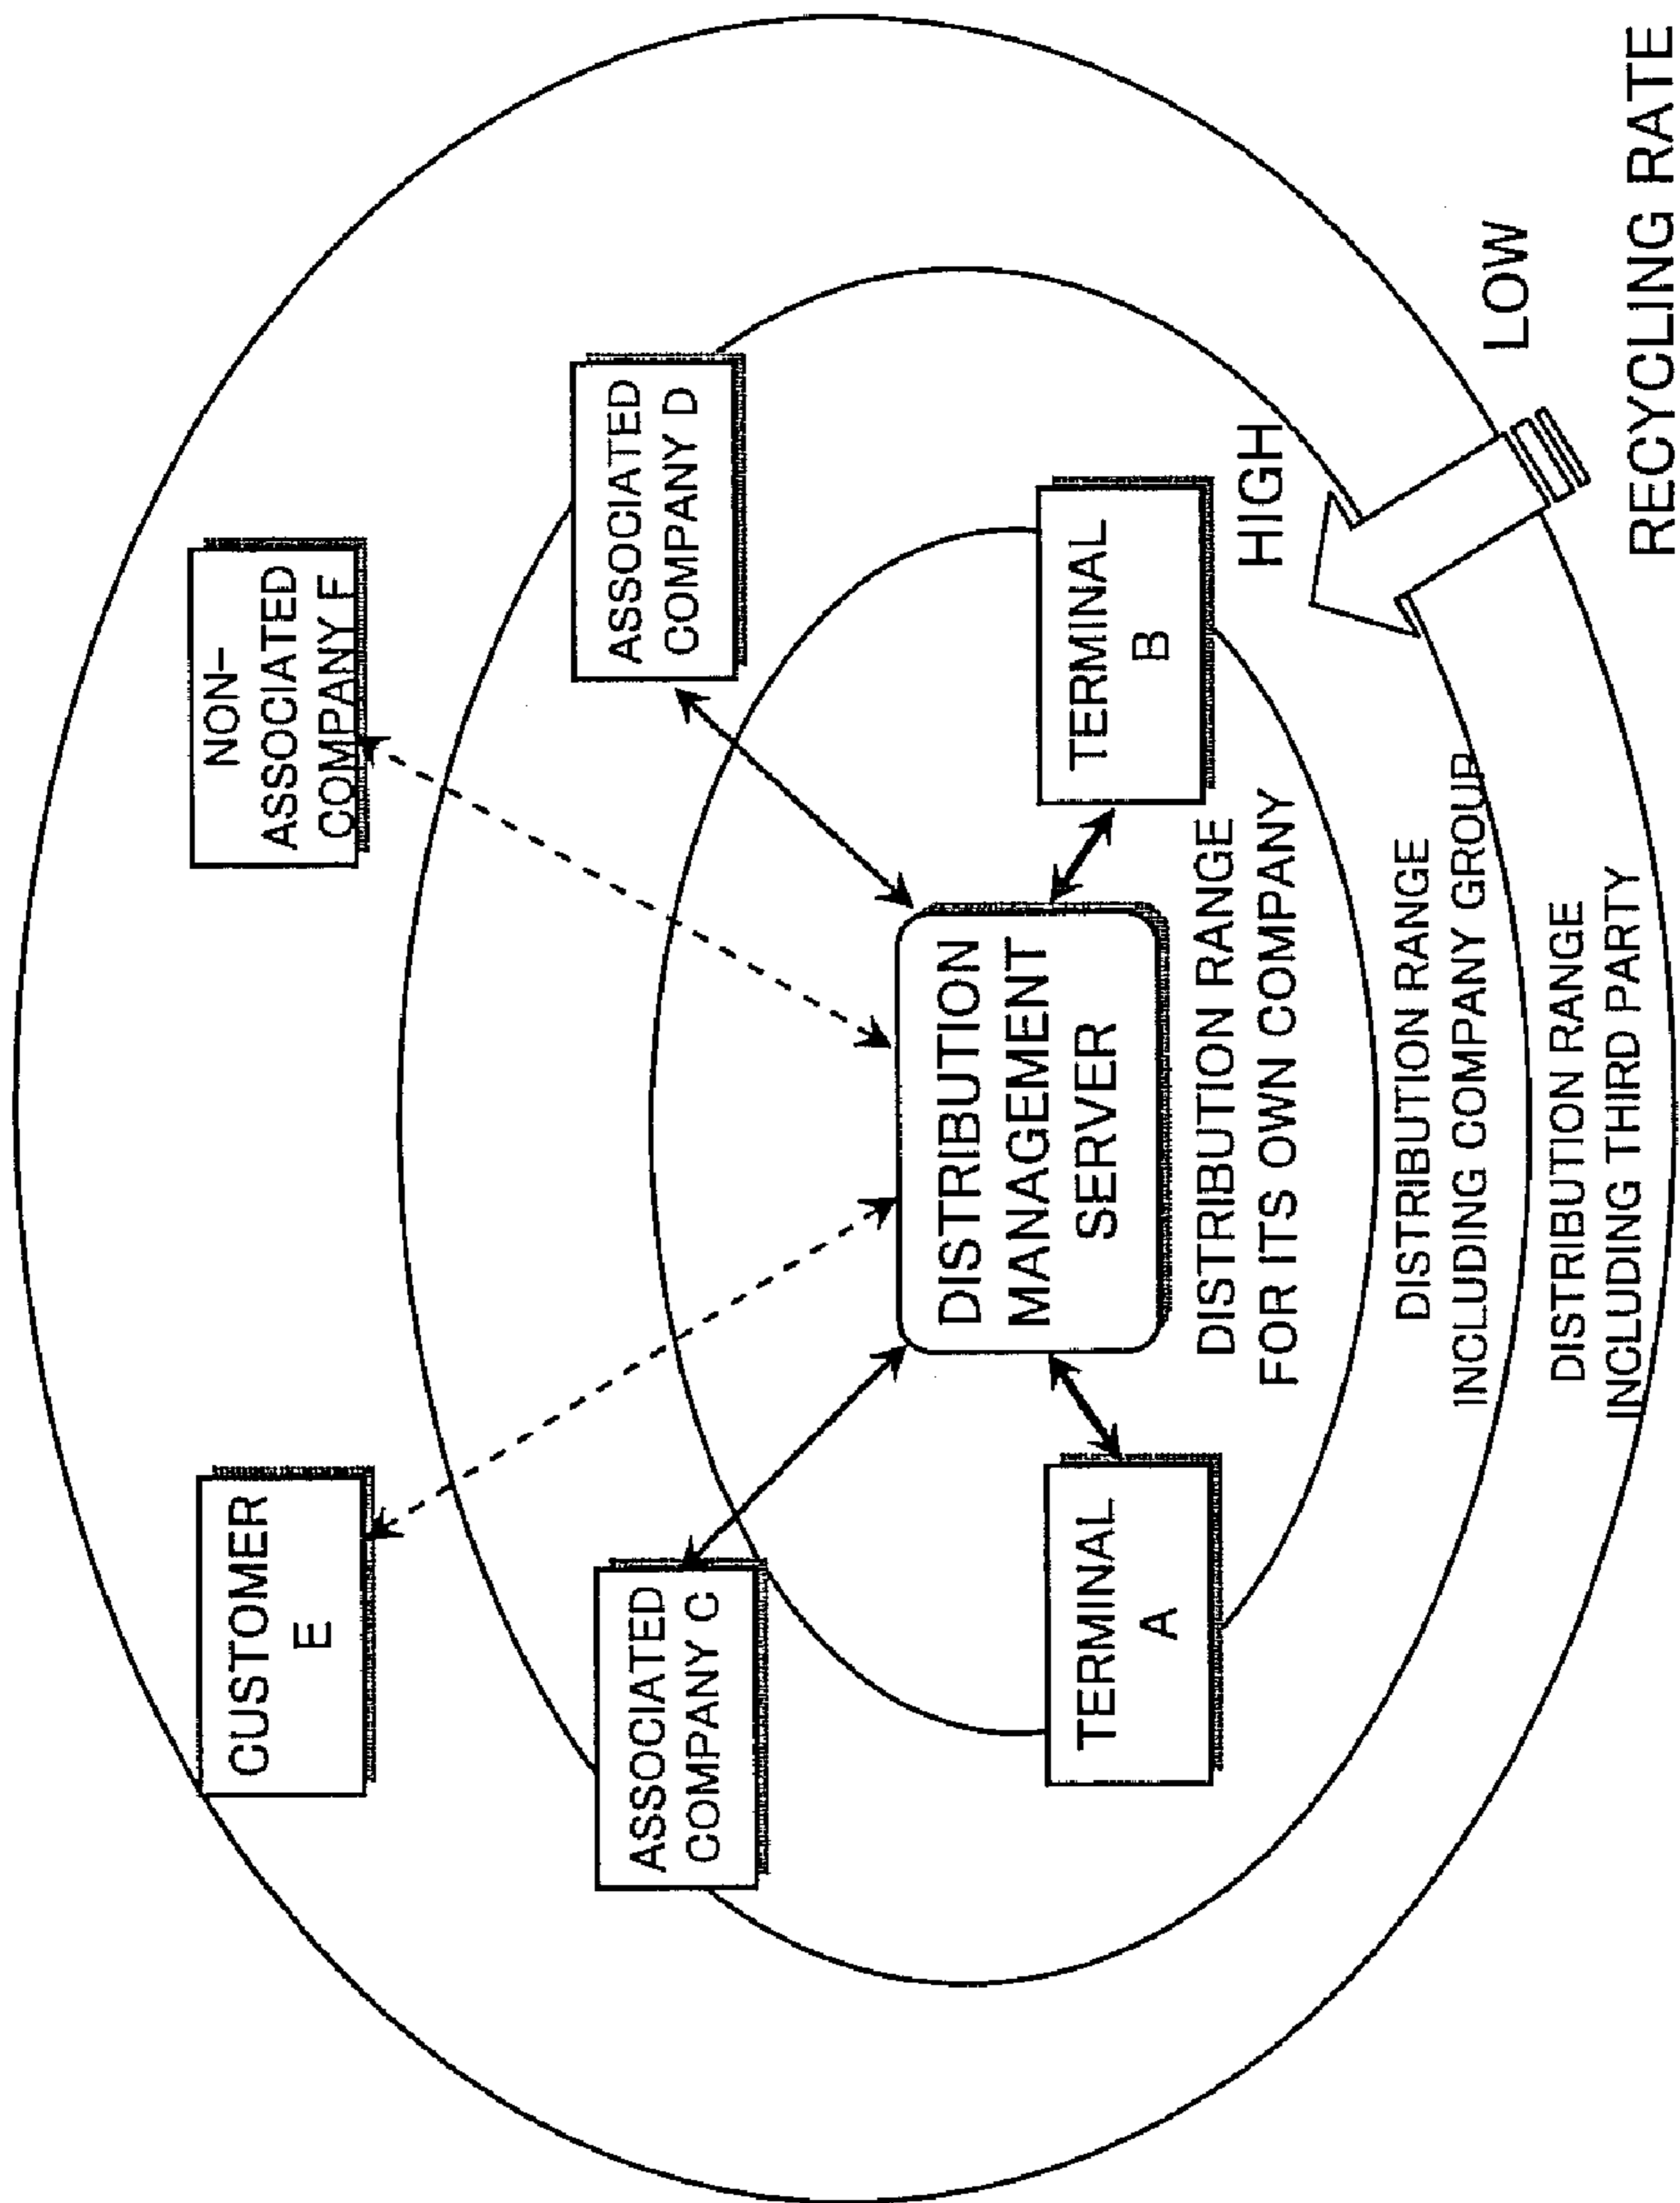 CUSTOMER
E
NON-
ASSOCIATED
COMPANY F
ASSOCIATED
COMPANY C
ASSOCIATED
COMPANY D
DISTRIBUTION
MANAGEMENT
SERVER
TERMINAL
A
TERMINAL
B
DISTRIBUTION RANGE
FOR ITS OWN COMPANY
HIGH
DISTRIBUTION RANGE
INCLUDING COMPANY GROUP
LOW
DISTRIBUTION RANGE
INCLUDING THIRD PARTY
RECYCLING RATE